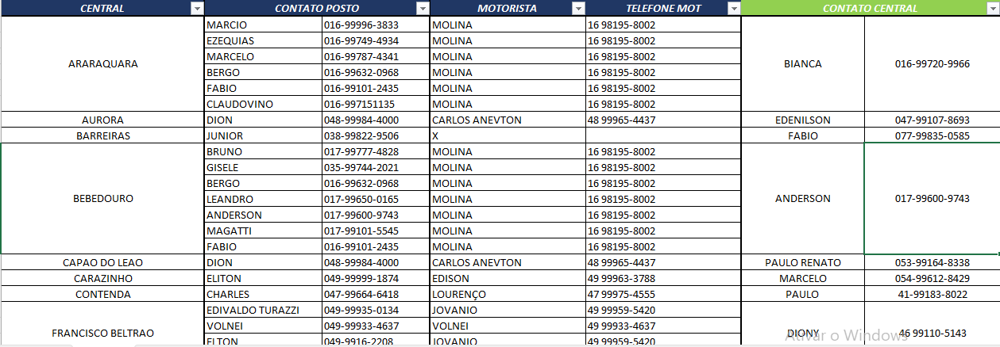 CENTRAL CONTATO POSTO MOTORISTA TELEFONE MOT CONTATO CENTRAL
MARCIO 016-99996-3833 MOLINA 16 98195-8002
EZEQUIAS 016-99749-4934 MOLINA 16 98195-8002
MARCELO 016-99787-4341 MOLINA 16 98195-8002
ARARAQUARA BIANCA 016-99720-9966
BERGO 016-99632-0968 MOLINA 16 98195-8002
FABIO 016-99101-2435 MOLINA 16 98195-8002
CLAUDOVINO 016-997151135 MOLINA 16 98195-8002
AURORA DION 048-99984-4000 CARLOS ANEVTON 48 99965-4437 EDENILSON 047-99107-8693
BARREIRAS JUNIOR 038-99822-9506 X FABIO 077-99835-0585
BRUNO 017-99777-4828 MOLINA 16 98195-8002
GISELE 035-99744-2021 MOLINA 16 98195-8002
BERGO 016-99632-0968 MOLINA 16 98195-8002
BEBEDOURO LEANDRO 017-99650-0165 MOLINA 16 98195-8002 ANDERSON 017-99600-9743
ANDERSON 017-99600-9743 MOLINA 16 98195-8002
MAGATTI 017-99101-5545 MOLINA 16 98195-8002
FABIO 016-99101-2435 MOLINA 16 98195-8002
CAPAO DO LEAO DION 048-99984-4000 CARLOS ANEVTON 48 99965-4437 PAULO RENATO 053-99164-8338
CARAZINHO ELITON 049-99999-1874 EDISON 49 99963-3788 MARCELO 054-99612-8429
CONTENDA CHARLES 047-99664-6418 LOURENÇO 47 99975-4555 PAULO 41-99183-8022
EDIVALDO TURAZZI 049-99935-0134 JOVANIO 49 99959-5420
VOLNEI 049-99933-4637 VOLNEI 49 99933-4637
FRANCISCO BELTRAO DIONY 46 99110-5143
Ativar o Windows
ELTON 049-9916-2208 JOVANIO 49 99959-5420